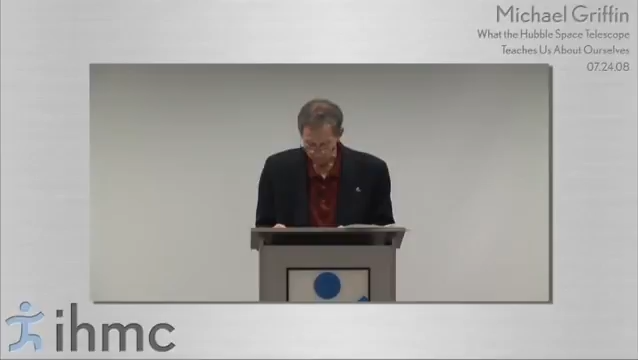 Michael Griffin
What the Hubble Space Telescope
Teaches Us About Ourselves
07.24.08
ihmc